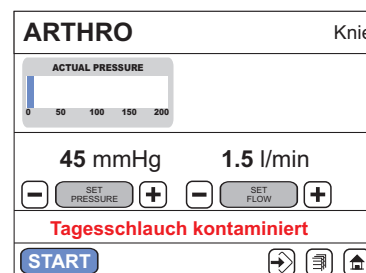 ARTHRO Knie
ACTUAL PRESSURE
0 50 100 150 200
45 mmHg 1.5 l/min
SET PRESSURE SET FLOW
Tagesschlauch kontaminiert
START